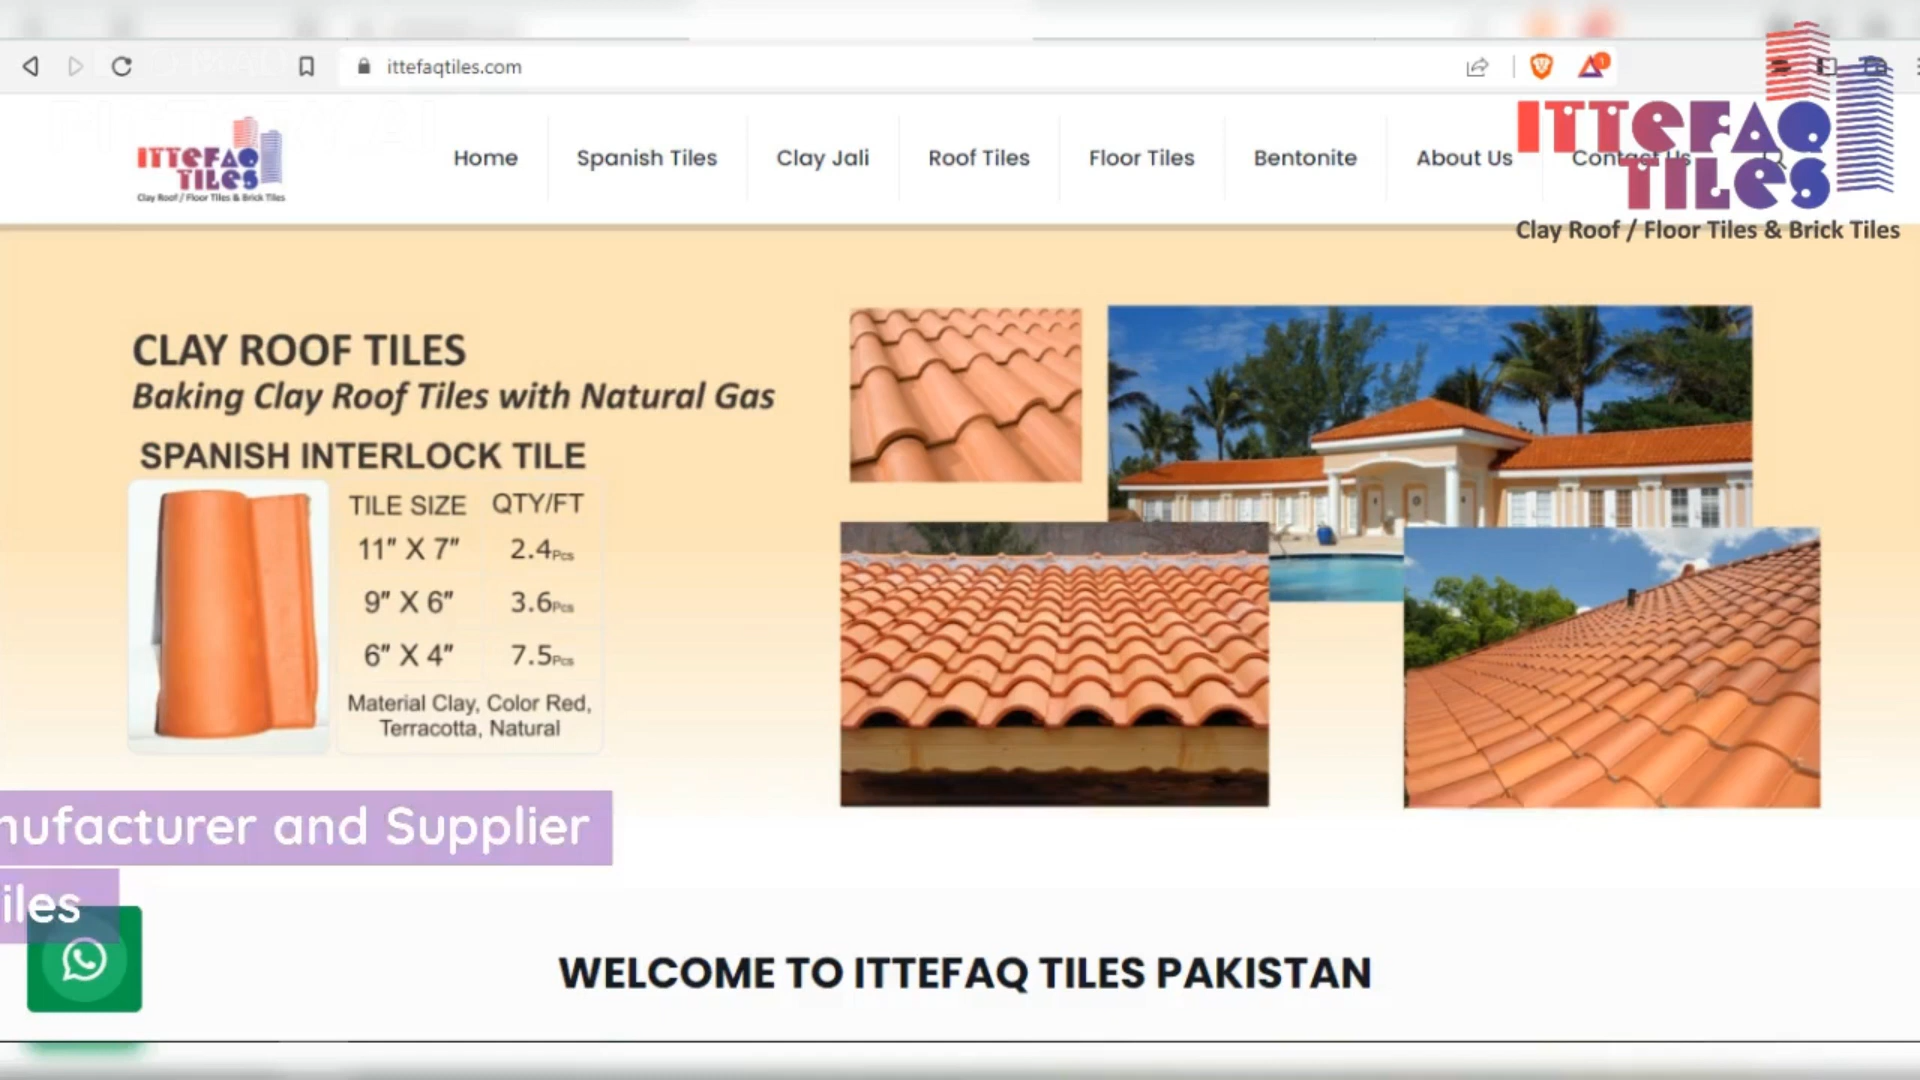 ittefaqtiles.com
ITTEFAQ
TILES
Clay Roof / Floor Tiles & Brick Tiles
Home
Spanish Tiles
Clay Jali
Roof Tiles
Floor Tiles
Bentonite
About Us
Contact Us
ITTEFAQ
TILES
Clay Roof / Floor Tiles & Brick Tiles
CLAY ROOF TILES
Baking Clay Roof Tiles with Natural Gas
SPANISH INTERLOCK TILE
TILE SIZE QTY/FT
11" X 7" 2.4Pcs
9" X 6" 3.6Pcs
6" X 4" 7.5Pcs
Material Clay, Color Red,
Terracotta, Natural
nufacturer and Supplier
iles
WELCOME TO ITTEFAQ TILES PAKISTAN